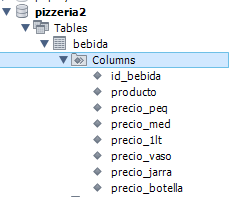 pizzeria2
Tables
bebida
Columns
id_bebida
producto
precio_peq
precio_med
precio_1lt
precio_vaso
precio_jarra
precio_botella